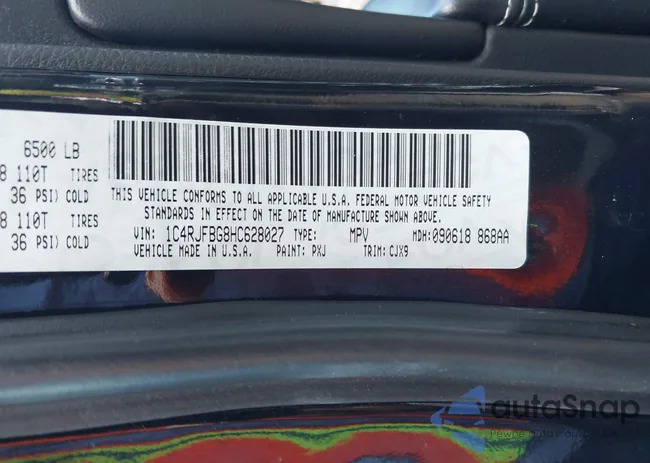 6500 LB
8 110T TIRES
36 PSI) COLD
8 110T TIRES
36 PSI) COLD
THIS VEHICLE CONFORMS TO ALL APPLICABLE U.S.A. FEDERAL MOTOR VEHICLE SAFETY
STANDARDS IN EFFECT ON THE DATE OF MANUFACTURE SHOWN ABOVE.
VIN: 1C4RJFBG8HC628027 TYPE: MPV MDH: 090618 868AA
VEHICLE MADE IN U.S.A. PAINT: PXJ TRIM: CJX9
autaSnap
Pewne